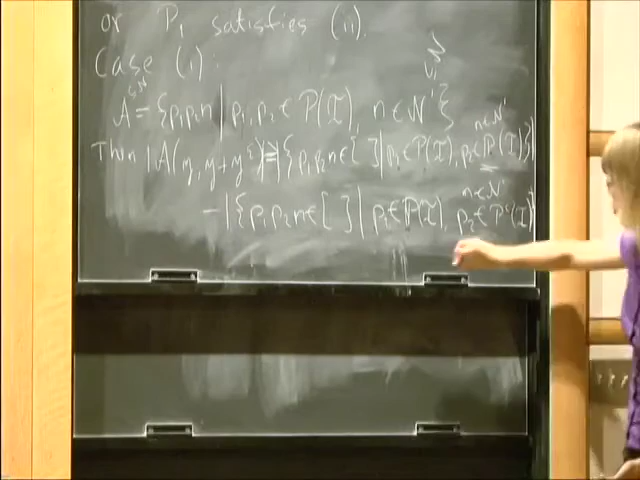 or P₁ satisfies (ii).
Case (i):
A = {p₁p₂n | p₁,p₂ ∈ P(I), n ∈ N'}
Then |A(y, y+y^ε)| ≥ |{p₁p₂n ∈ [ ] | p₁ ∈ P(I), p₂ ∈ P(I), n ∈ N'}|
- |{p₁p₂n ∈ [ ] | p₁ ∈ P(I), p₂ ∈ P^c(I), n ∈ N'}|